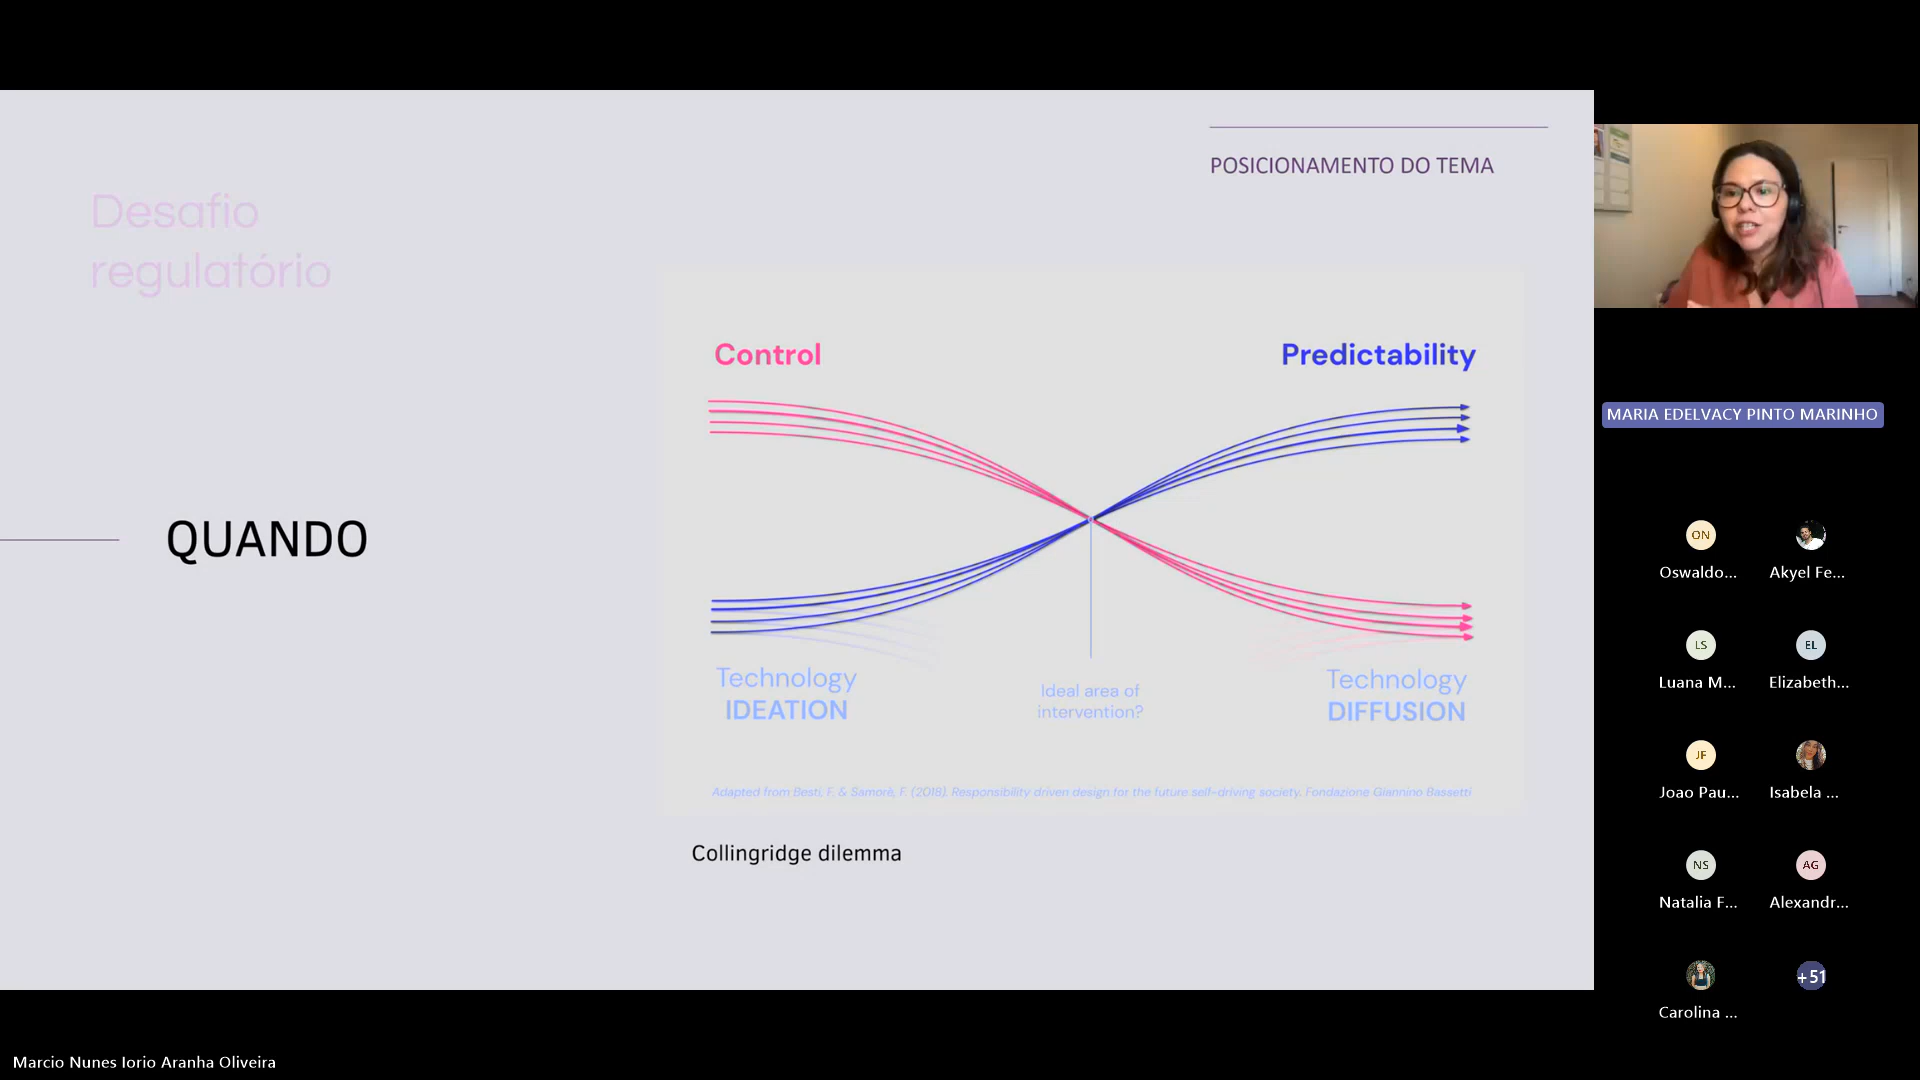 POSICIONAMENTO DO TEMA
Desafio
regulatório
QUANDO
Control
Predictability
Technology
IDEATION
Ideal area of
intervention?
Technology
DIFFUSION
Adapted from Besti, F. & Samorè, F. (2018). Responsibility driven design for the future self-driving society. Fondazione Giannino Bassetti
Collingridge dilemma
MARIA EDELVACY PINTO MARINHO
ON
Oswaldo...
Akyel Fe...
LS
Luana M...
EL
Elizabeth...
JF
Joao Pau...
Isabela ...
NS
Natalia F...
AG
Alexandr...
Carolina ...
+51
Marcio Nunes Iorio Aranha Oliveira